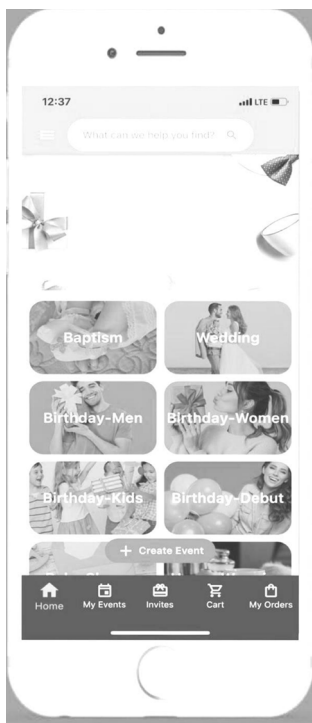 12:37 LTE
What can we help you find?
Baptism Wedding
Birthday-Men Birthday-Women
Birthday-Kids Birthday-Debut
+ Create Event
Home My Events Invites Cart My Orders